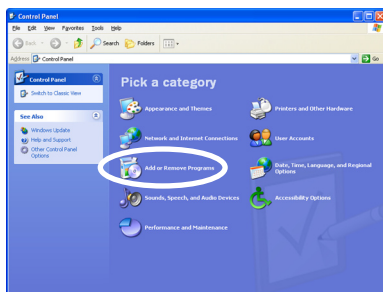 Control Panel
File Edit View Favorites Tools Help
Back Search Folders
Address Control Panel Go
Control Panel
Switch to Classic View
See Also
Windows Update
Help and Support
Other Control Panel
Options
Pick a category
Appearance and Themes
Printers and Other Hardware
Network and Internet Connections
User Accounts
Add or Remove Programs
Date, Time, Language, and Regional
Options
Sounds, Speech, and Audio Devices
Accessibility Options
Performance and Maintenance